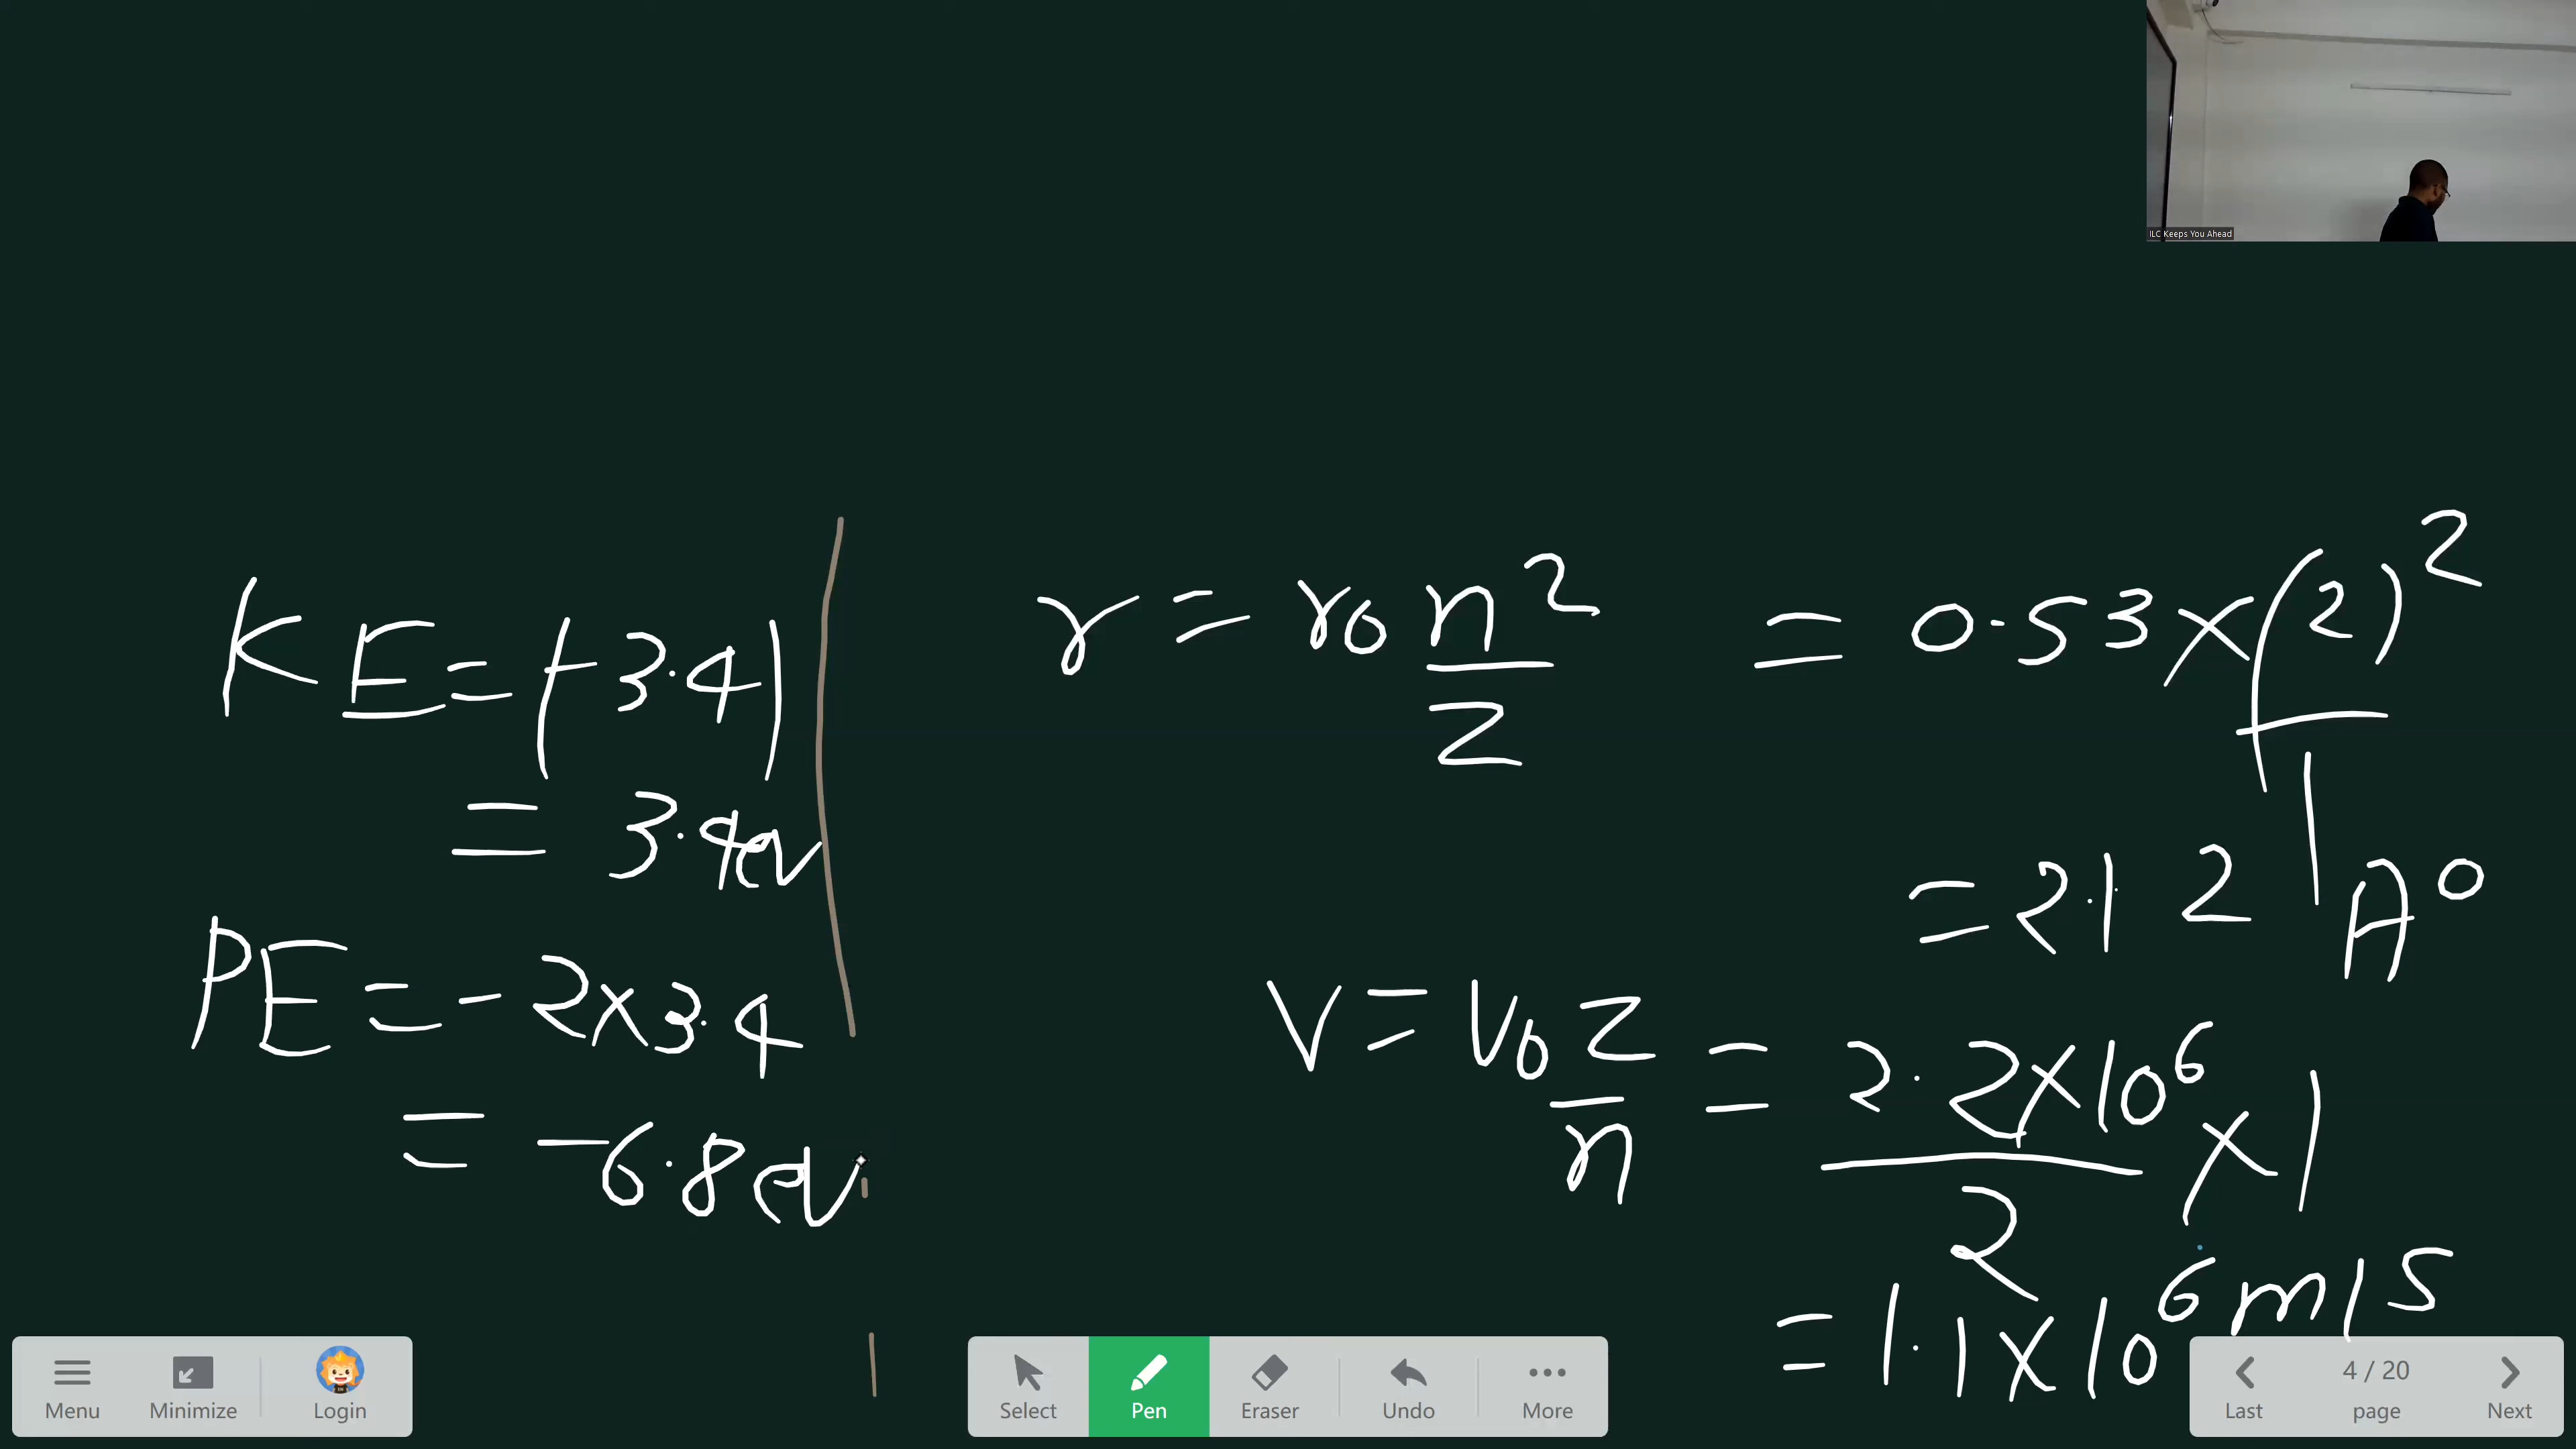 ILC Keeps You Ahead
KE = |-3.4|
= 3.4ev
PE = - 2x3.4
= -6.8ev
r = r0 n²/Z = 0.53x(2)²/1
= 2.12 A⁰
V = V0 Z/n = 2.2x10⁶/2 x1
= 1.1x10⁶ m/s
Menu Minimize Login
Select Pen Eraser Undo More
4 / 20
Last page Next